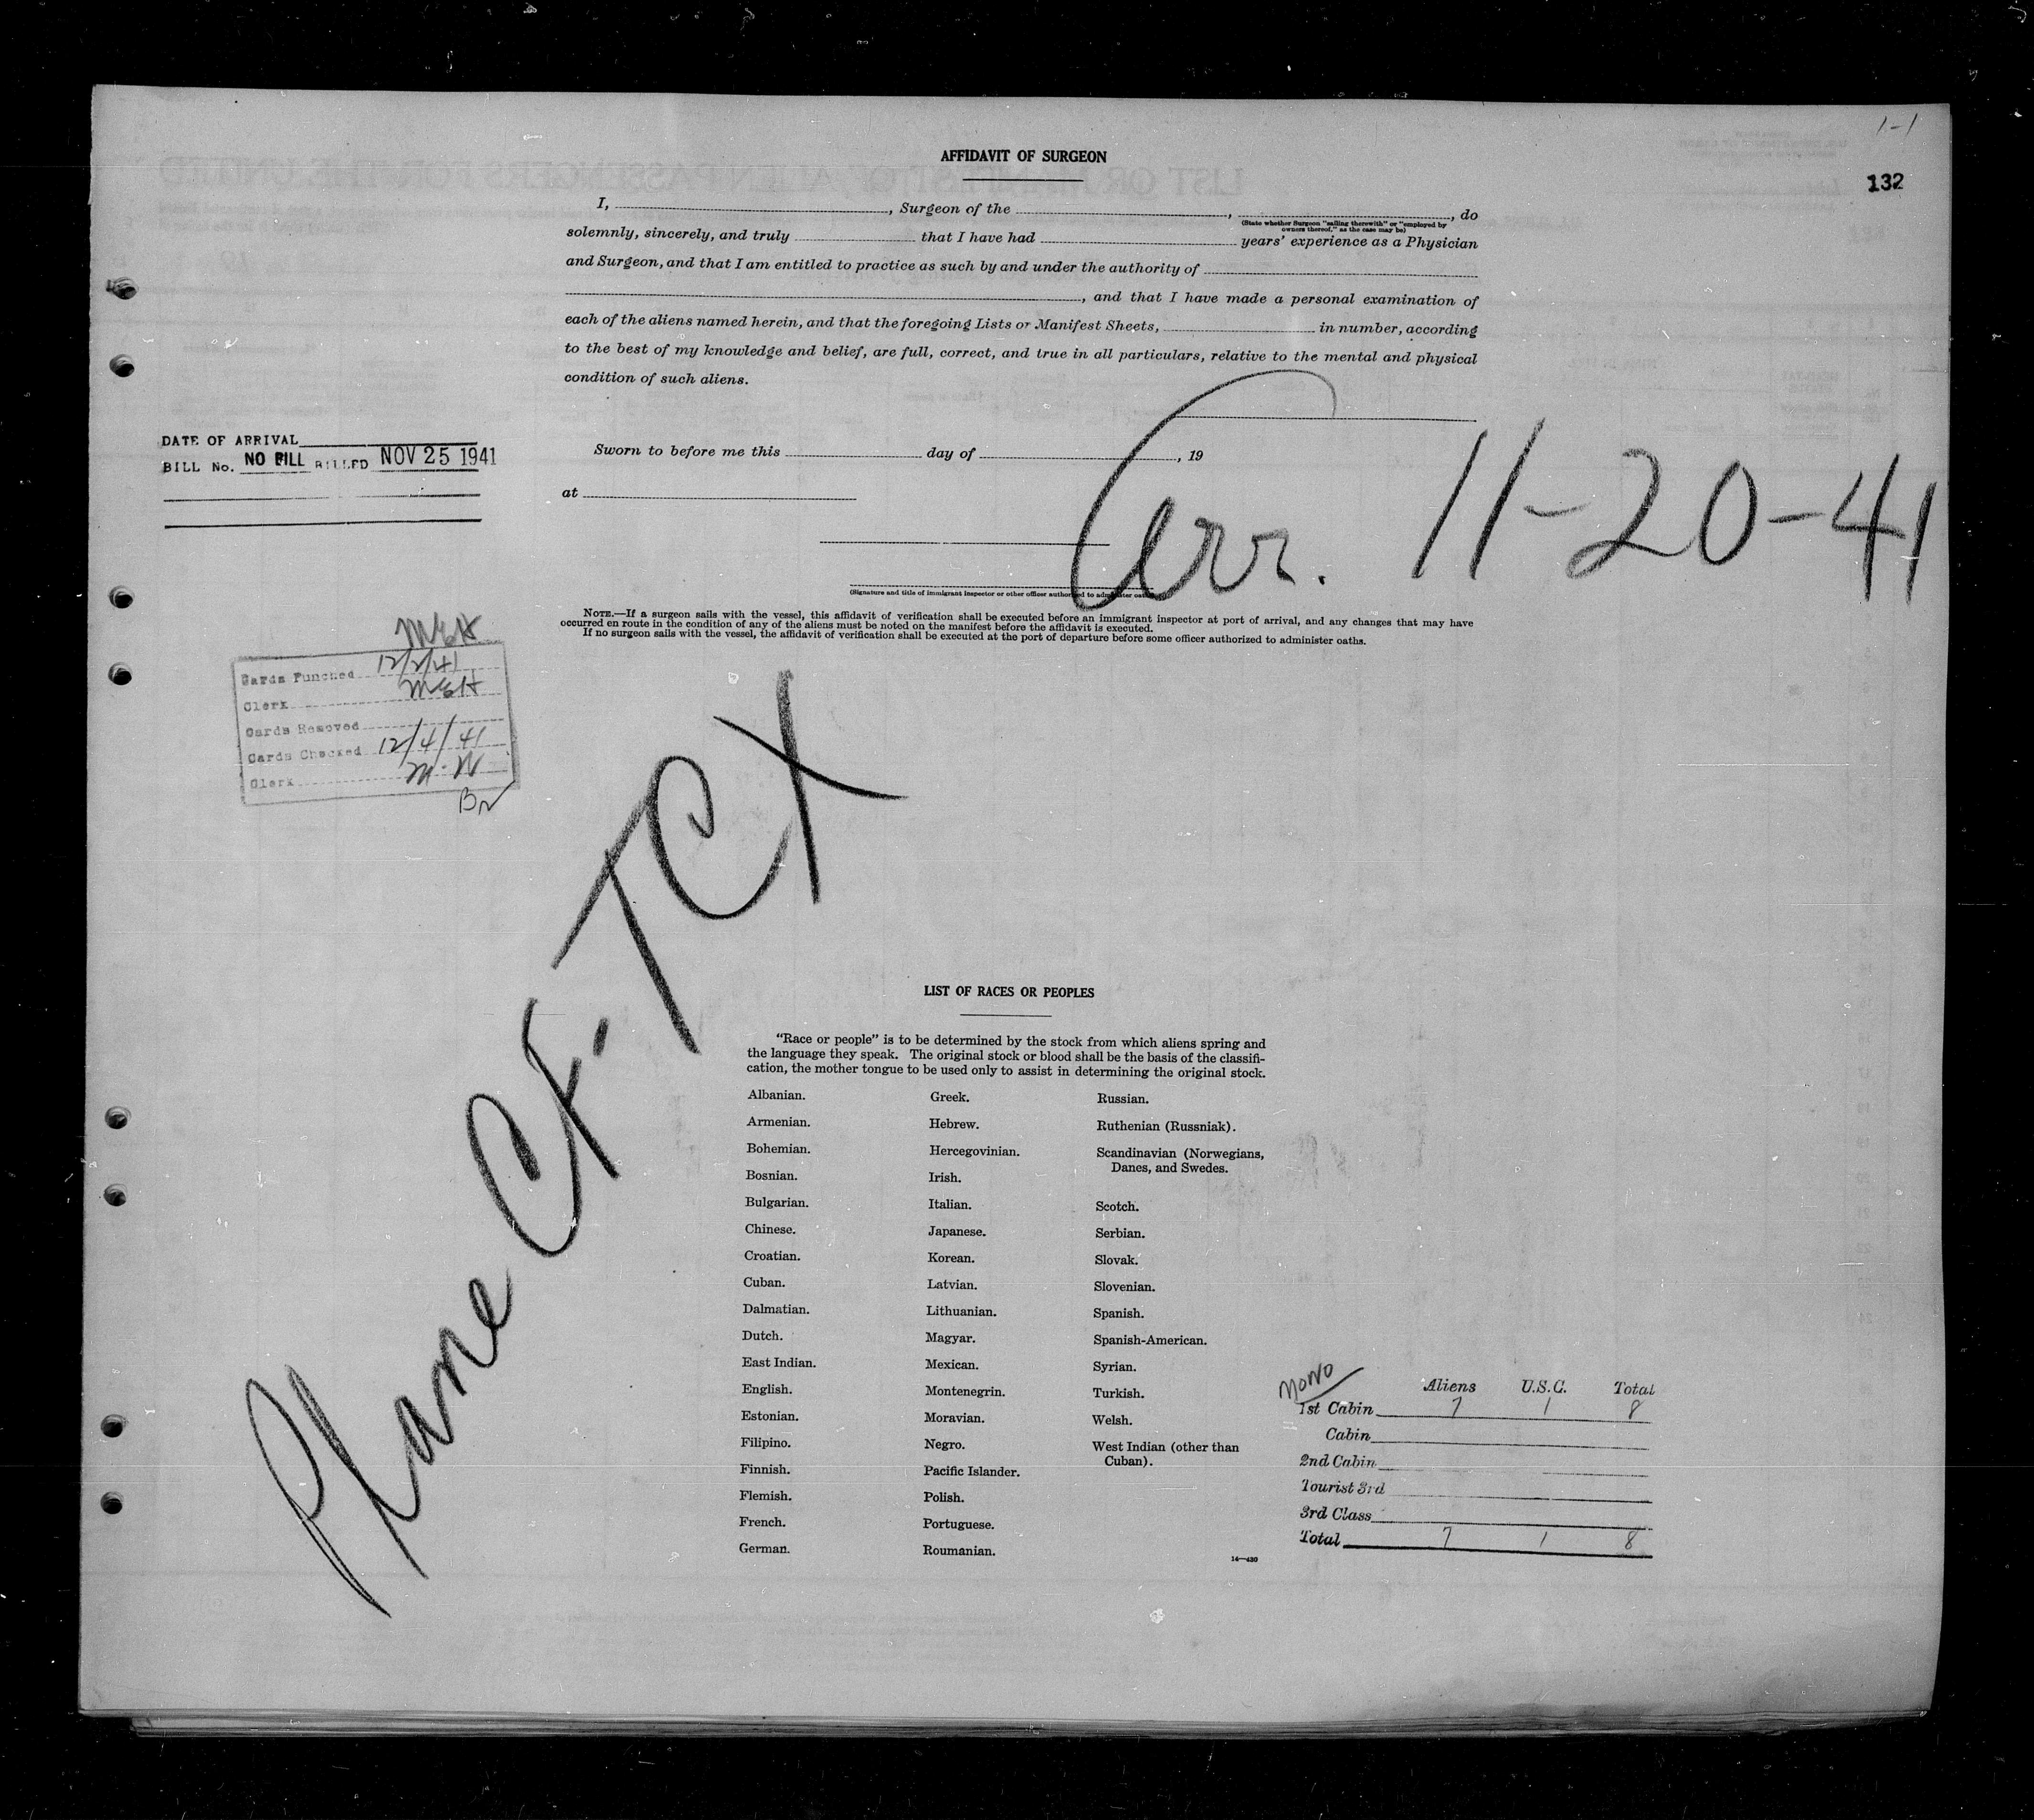 1-1
132
AFFIDAVIT OF SURGEON
I, , Surgeon of the , , do
(State whether Surgeon "sailing therewith" or "employed by
owners thereof," as the case may be)
solemnly, sincerely, and truly that I have had years' experience as a Physician
and Surgeon, and that I am entitled to practice as such by and under the authority of
, and that I have made a personal examination of
each of the aliens named herein, and that the foregoing Lists or Manifest Sheets, in number, according
to the best of my knowledge and belief, are full, correct, and true in all particulars, relative to the mental and physical
condition of such aliens.
DATE OF ARRIVAL
BILL No. NO BILL BILLED NOV 25 1941
Sworn to before me this day of , 19
at
Arr. 11-20-41
(Signature and title of immigrant inspector or other officer authorized to administer oaths)
NOTE.—If a surgeon sails with the vessel, this affidavit of verification shall be executed before an immigrant inspector at port of arrival, and any changes that may have
occurred en route in the condition of any of the aliens must be noted on the manifest before the affidavit is executed.
If no surgeon sails with the vessel, the affidavit of verification shall be executed at the port of departure before some officer authorized to administer oaths.
MEH
Cards Punched 12/2/41
Clerk MEH
Cards Removed
Cards Checked 12/4/41
Clerk M.W
Plane CF-TCX
LIST OF RACES OR PEOPLES
"Race or people" is to be determined by the stock from which aliens spring and
the language they speak. The original stock or blood shall be the basis of the classifi-
cation, the mother tongue to be used only to assist in determining the original stock.
Albanian.
Armenian.
Bohemian.
Bosnian.
Bulgarian.
Chinese.
Croatian.
Cuban.
Dalmatian.
Dutch.
East Indian.
English.
Estonian.
Filipino.
Finnish.
Flemish.
French.
German.
Greek.
Hebrew.
Hercegovinian.
Irish.
Italian.
Japanese.
Korean.
Latvian.
Lithuanian.
Magyar.
Mexican.
Montenegrin.
Moravian.
Negro.
Pacific Islander.
Polish.
Portuguese.
Roumanian.
Russian.
Ruthenian (Russniak).
Scandinavian (Norwegians,
Danes, and Swedes.
Scotch.
Serbian.
Slovak.
Slovenian.
Spanish.
Spanish-American.
Syrian.
Turkish.
Welsh.
West Indian (other than
Cuban).
14—430
Aliens U.S.C. Total
1st Cabin 7 1 8
Cabin
2nd Cabin
Tourist 3rd
3rd Class
Total 7 1 8